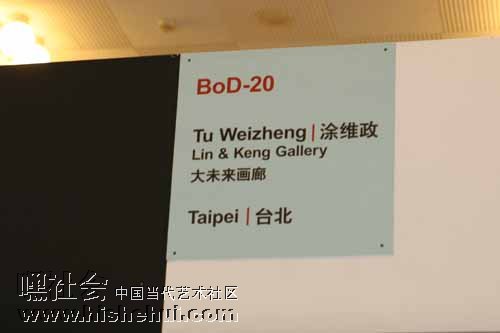 BoD-20
Tu Weizheng | 涂维政
Lin & Keng Gallery
大未来画廊
Taipei | 台北
嘿社会 中国当代艺术社区
www.hishehui.com